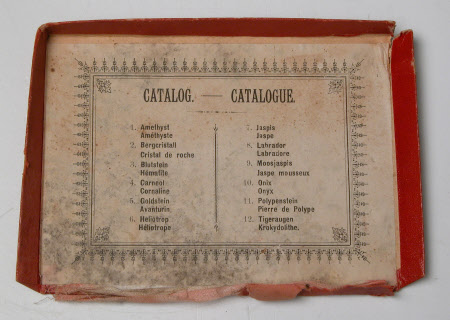 CATALOG. — CATALOGUE.
1. Amethyst
Améthyste
2. Bergcristall
Cristal de roche
3. Blutstein
Hématite
4. Carneol
Cornaline
5. Goldstein
Aventurin
6. Heliotrop
Héliotrope
7. Jaspis
Jaspe
8. Labrador
Labradore
9. Moosjaspis
Jaspe mousseux
10. Onix
Onyx
11. Polypenstein
Pierre de Polype
12. Tigeraugen
Krokydolithe.